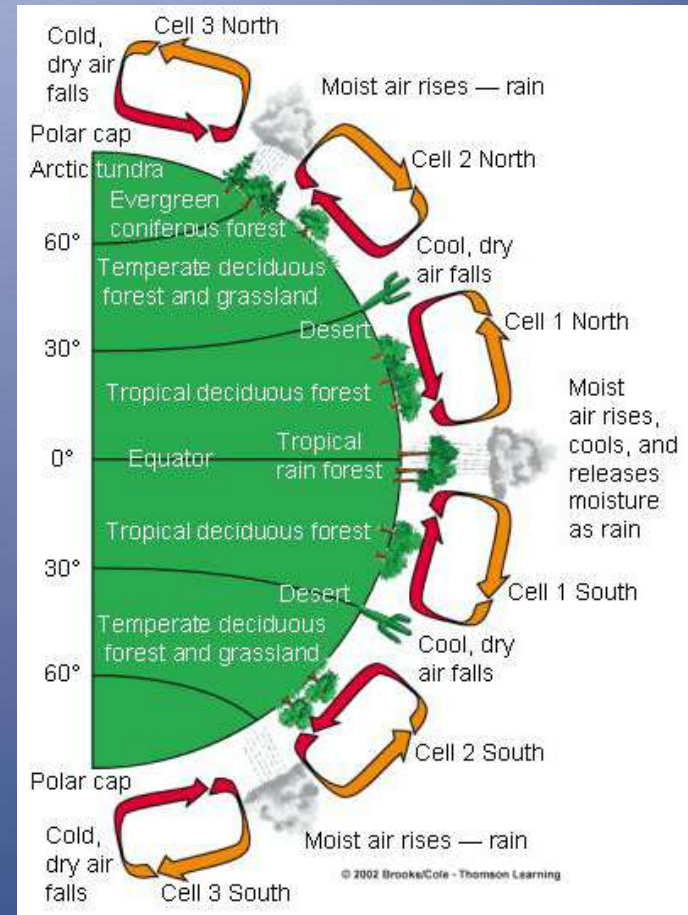 Cell 3 North
Cold,
dry air
falls
Moist air rises — rain
Polar cap
Cell 2 North
Arctic tundra
Evergreen
coniferous forest
60°
Cool, dry
air falls
Temperate deciduous
forest and grassland
Cell 1 North
Desert
30°
Moist
air rises,
cools, and
releases
moisture
as rain
Tropical deciduous forest
0°
Equator
Tropical
rain forest
Tropical deciduous forest
30°
Desert
Cell 1 South
Temperate deciduous
forest and grassland
Cool, dry
air falls
60°
Cell 2 South
Polar cap
Cold,
dry air
falls
Moist air rises — rain
© 2002 Brooks/Cole - Thomson Learning
Cell 3 South